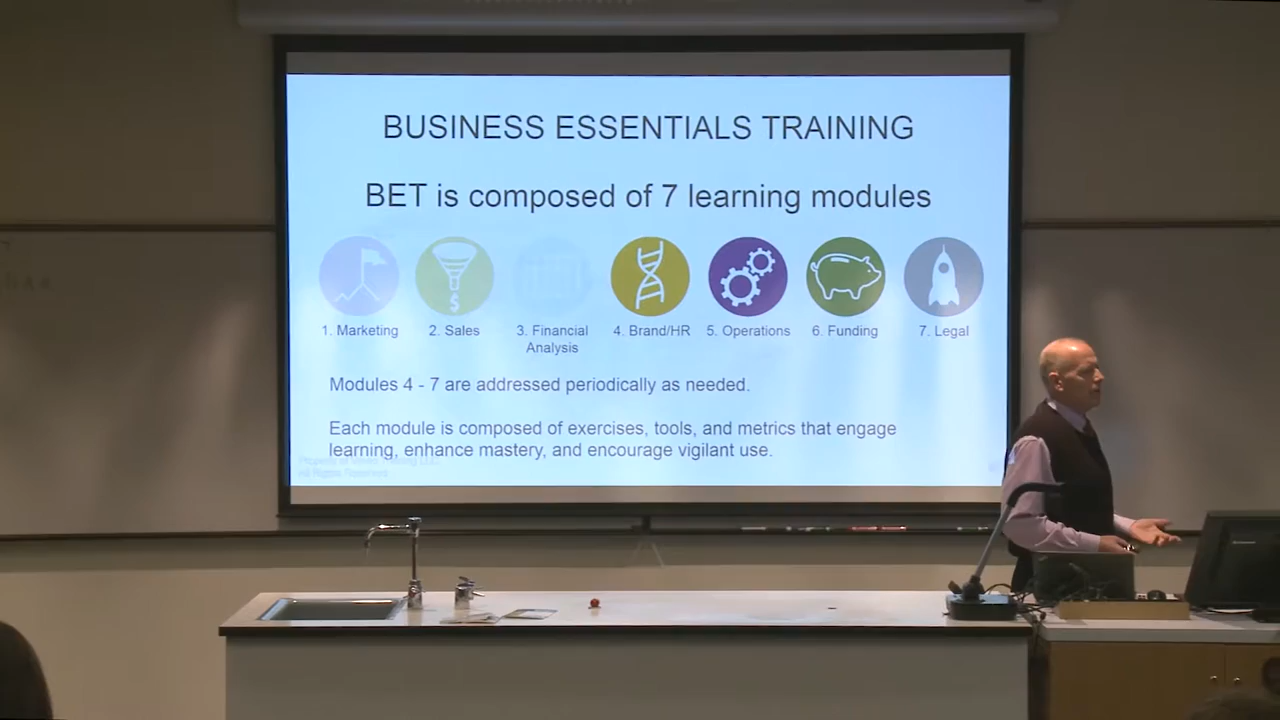 BUSINESS ESSENTIALS TRAINING
BET is composed of 7 learning modules
$
1. Marketing
2. Sales
3. Financial
Analysis
4. Brand/HR
5. Operations
6. Funding
7. Legal
Modules 4 - 7 are addressed periodically as needed.
Each module is composed of exercises, tools, and metrics that engage
learning, enhance mastery, and encourage vigilant use.
Property of
All Rights Reserved